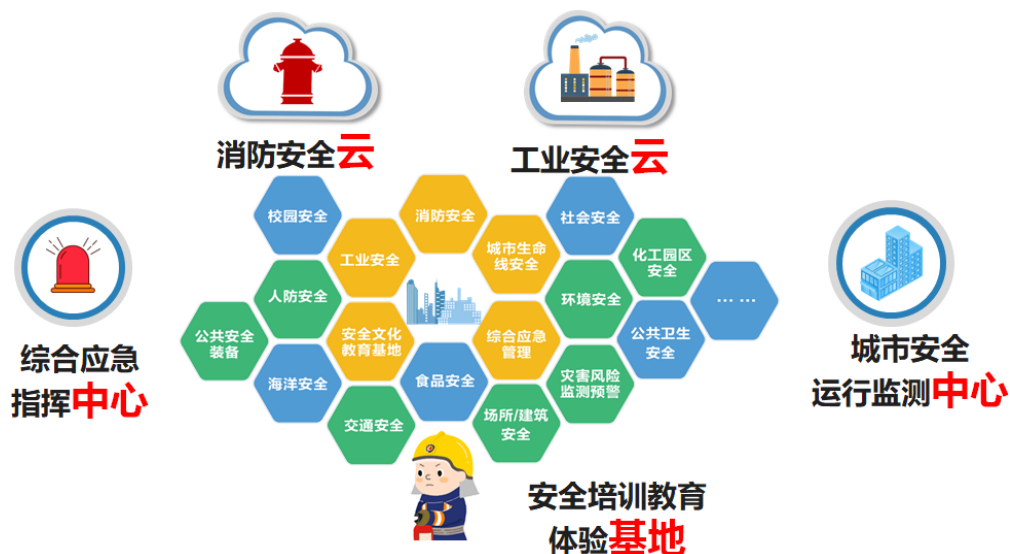 消防安全云
工业安全云
校园安全
消防安全
社会安全
工业安全
城市生命
线安全
化工园区
安全
人防安全
环境安全
... ...
公共安全
装备
安全文化
教育基地
综合应急
管理
公共卫生
安全
综合应急
指挥中心
城市安全
运行监测中心
海洋安全
食品安全
灾害风险
监测预警
交通安全
场所/建筑
安全
安全培训教育
体验基地